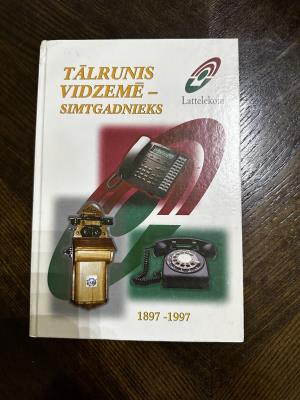 TĀLRUNIS
VIDZEMĒ –
SIMTGADNIEKS
Lattelekom
1897 -1997